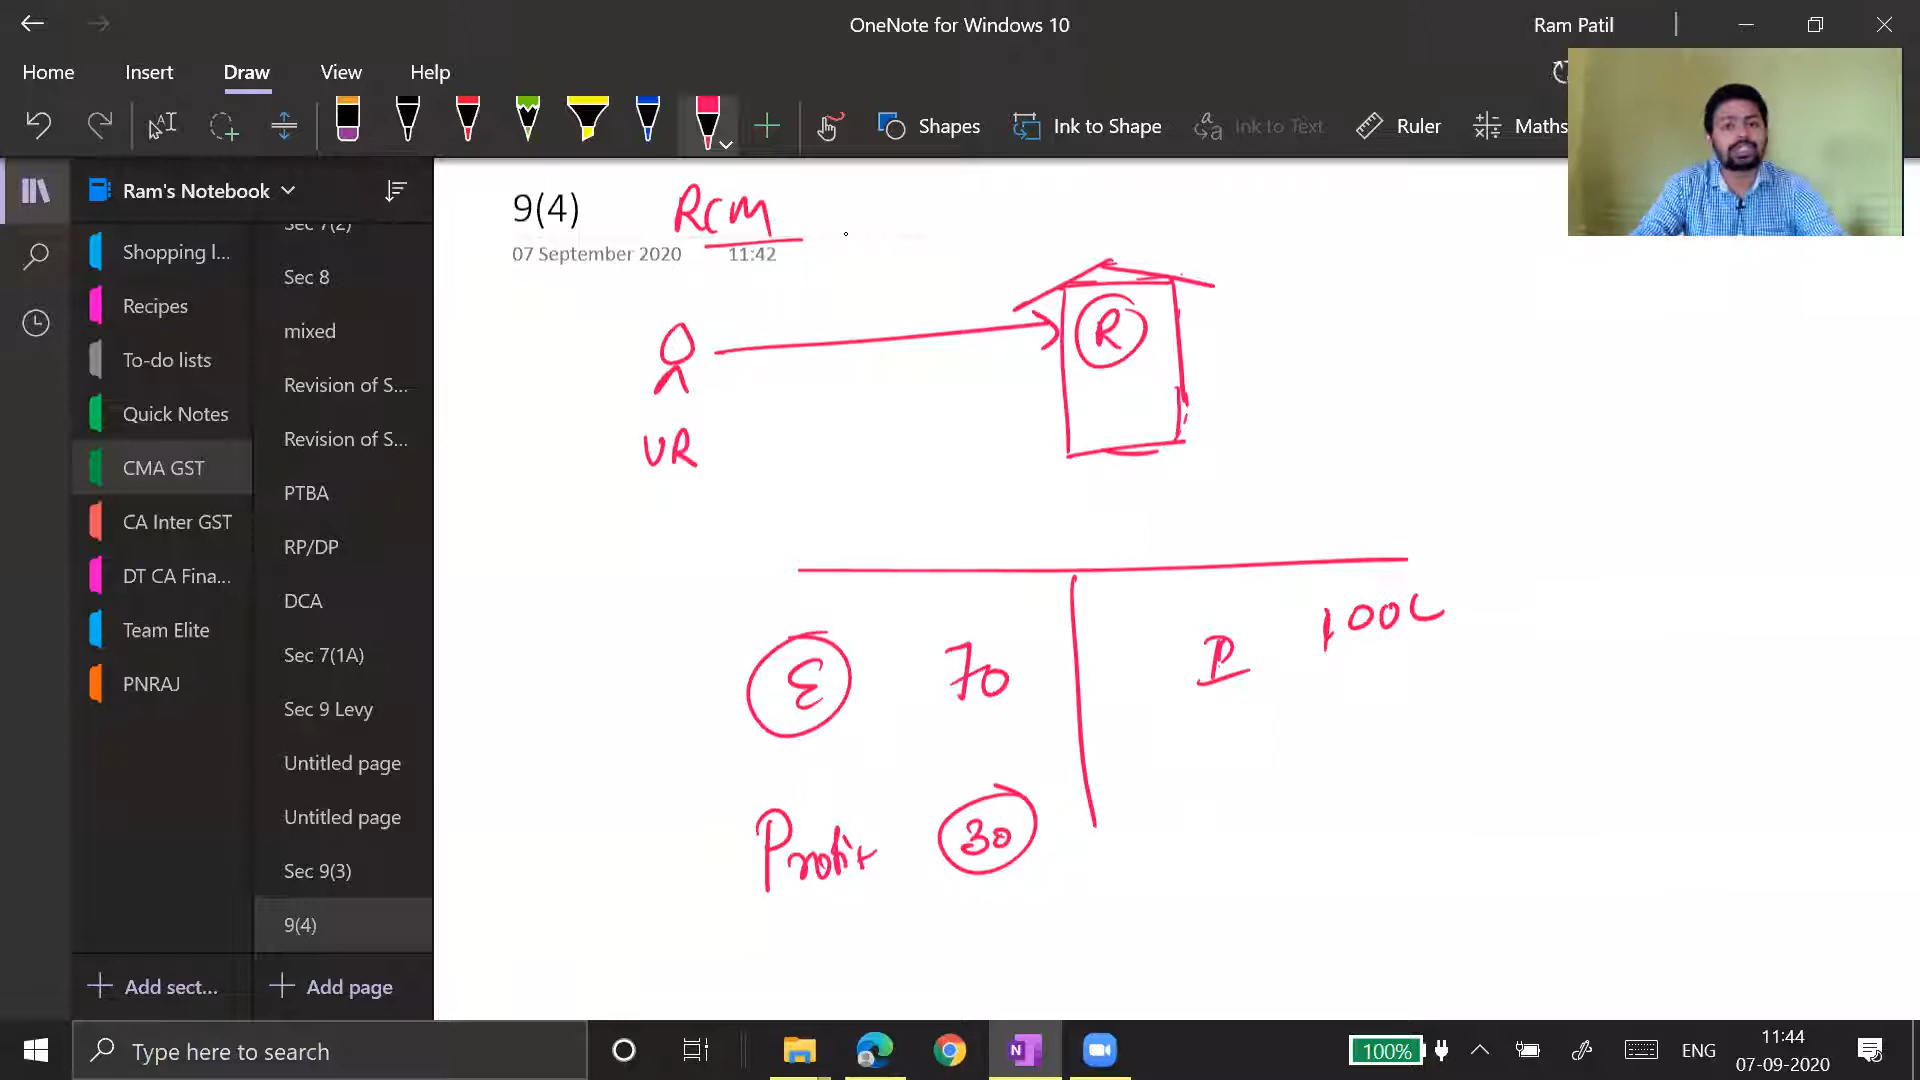 OneNote for Windows 10
Ram Patil
Home
Insert
Draw
View
Help
Shapes
Ink to Shape
Ink to Text
Ruler
Maths
Ram's Notebook
Shopping l...
Recipes
To-do lists
Quick Notes
CMA GST
CA Inter GST
DT CA Fina...
Team Elite
PNRAJ
Add sect...
Sec 7(2)
Sec 8
mixed
Revision of S...
Revision of S...
PTBA
RP/DP
DCA
Sec 7(1A)
Sec 9 Levy
Untitled page
Untitled page
Sec 9(3)
9(4)
Add page
9(4)
RCM
07 September 2020
11:42
R
UR
E
70
P
100C
Profit
30
Type here to search
N
100%
ENG
11:44
07-09-2020